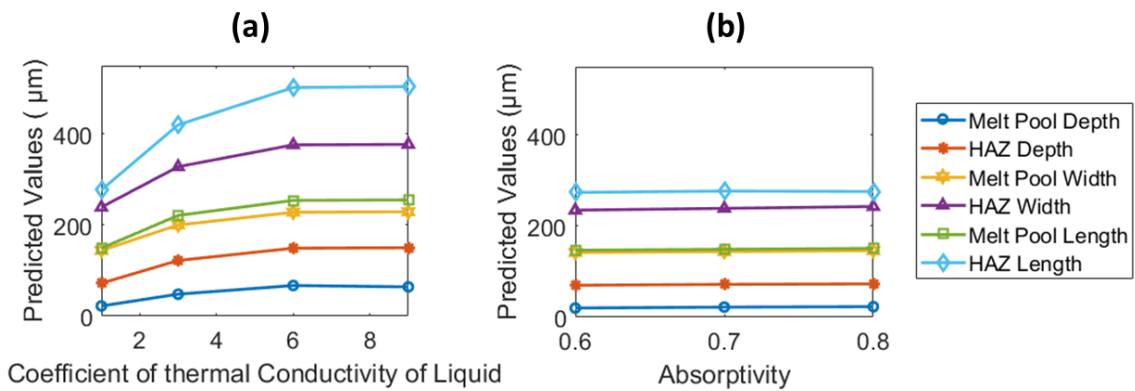 (a)
Predicted Values ( μm)
400
200
0
2 4 6 8
Coefficient of thermal Conductivity of Liquid
(b)
Predicted Values (μm)
400
200
0
0.6 0.7 0.8
Absorptivity
Melt Pool Depth
HAZ Depth
Melt Pool Width
HAZ Width
Melt Pool Length
HAZ Length